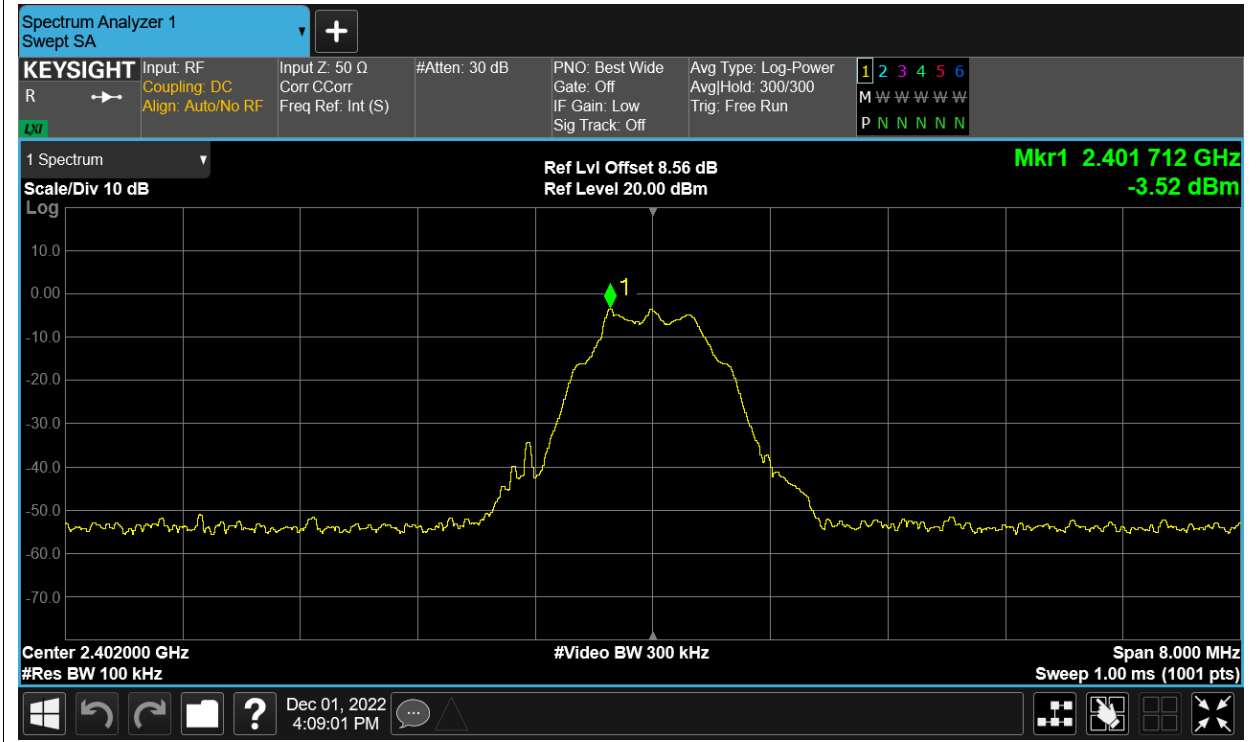 Spectrum Analyzer 1
Swept SA
KEYSIGHT
R
LXI
Input: RF
Coupling: DC
Align: Auto/No RF
Input Z: 50 Ω
Corr CCorr
Freq Ref: Int (S)
#Atten: 30 dB
PNO: Best Wide
Gate: Off
IF Gain: Low
Sig Track: Off
Avg Type: Log-Power
Avg|Hold: 300/300
Trig: Free Run
1 2 3 4 5 6
M W W W W W
P N N N N N
1 Spectrum
Scale/Div 10 dB
Log
Ref Lvl Offset 8.56 dB
Ref Level 20.00 dBm
Mkr1 2.401 712 GHz
-3.52 dBm
10.0
0.00
-10.0
-20.0
-30.0
-40.0
-50.0
-60.0
-70.0
1
Center 2.402000 GHz
#Video BW 300 kHz
Span 8.000 MHz
#Res BW 100 kHz
Sweep 1.00 ms (1001 pts)
?
Dec 01, 2022
4:09:01 PM